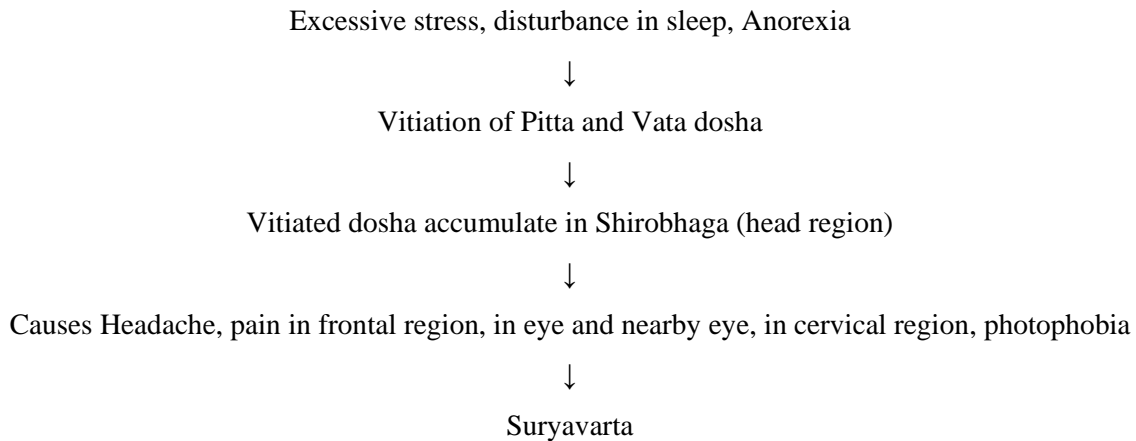 Excessive stress, disturbance in sleep, Anorexia
↓
Vitiation of Pitta and Vata dosha
↓
Vitiated dosha accumulate in Shirobhaga (head region)
↓
Causes Headache, pain in frontal region, in eye and nearby eye, in cervical region, photophobia
↓
Suryavarta